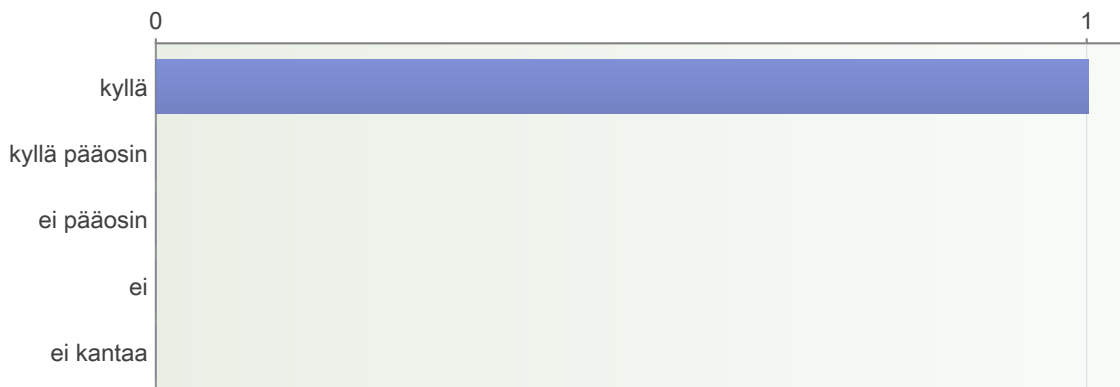 0 1
kyllä
kyllä pääosin
ei pääosin
ei
ei kantaa